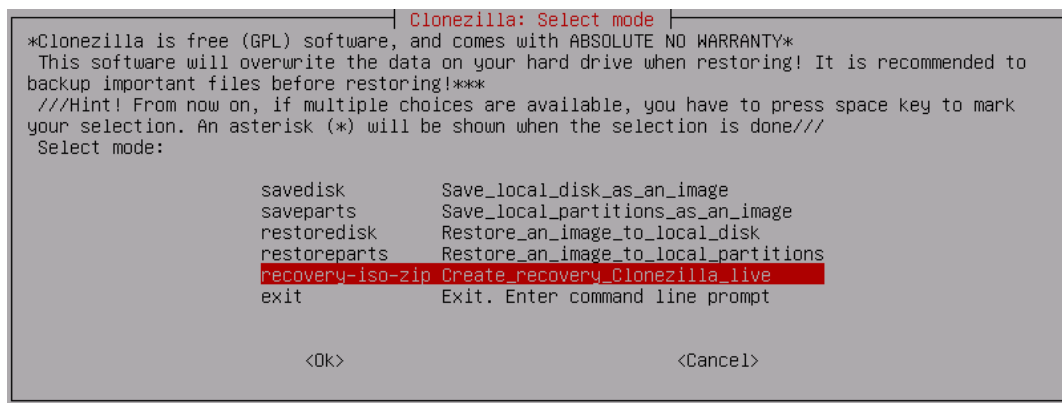 Clonezilla: Select mode
*Clonezilla is free (GPL) software, and comes with ABSOLUTE NO WARRANTY*
This software will overwrite the data on your hard drive when restoring! It is recommended to
backup important files before restoring!***
///Hint! From now on, if multiple choices are available, you have to press space key to mark
your selection. An asterisk (*) will be shown when the selection is done///
Select mode:
savedisk Save_local_disk_as_an_image
saveparts Save_local_partitions_as_an_image
restoredisk Restore_an_image_to_local_disk
restoreparts Restore_an_image_to_local_partitions
recovery-iso-zip Create_recovery_Clonezilla_live
exit Exit. Enter command line prompt
<Ok> <Cancel>